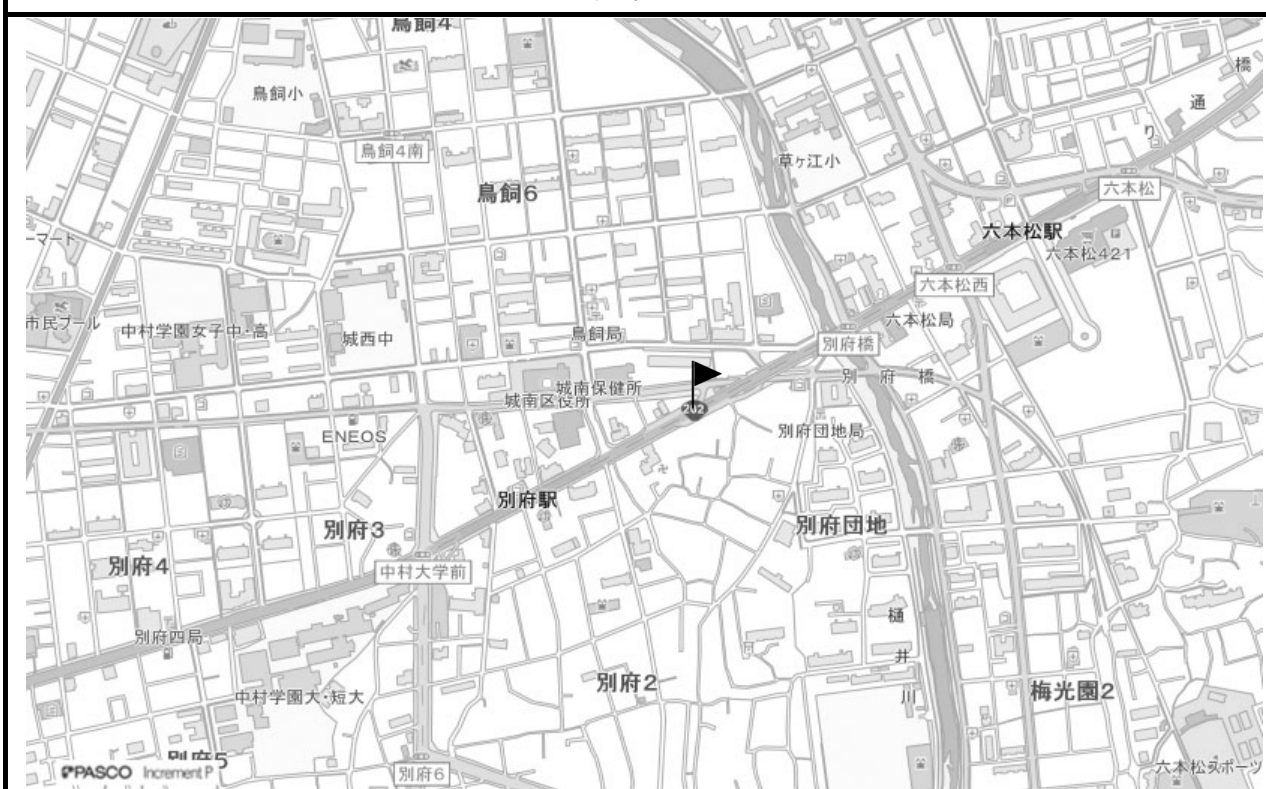 鳥飼4
鳥飼小
鳥飼4南
鳥飼6
草ヶ江小
橋
通
り
六本松
六本松駅
六本松421
六本松西
六本松局
別府橋
別府橋
ーマート
市民プール
中村学園女子中・高
城西中
鳥飼局
城南保健所
城南区役所
202
ENEOS
別府団地局
別府駅
別府3
別府4
中村大学前
別府団地
別府四局
中村学園大・短大
別府2
樋
井
川
梅光園2
別府5
別府6
六本松スポーツ
PASCO Increment P